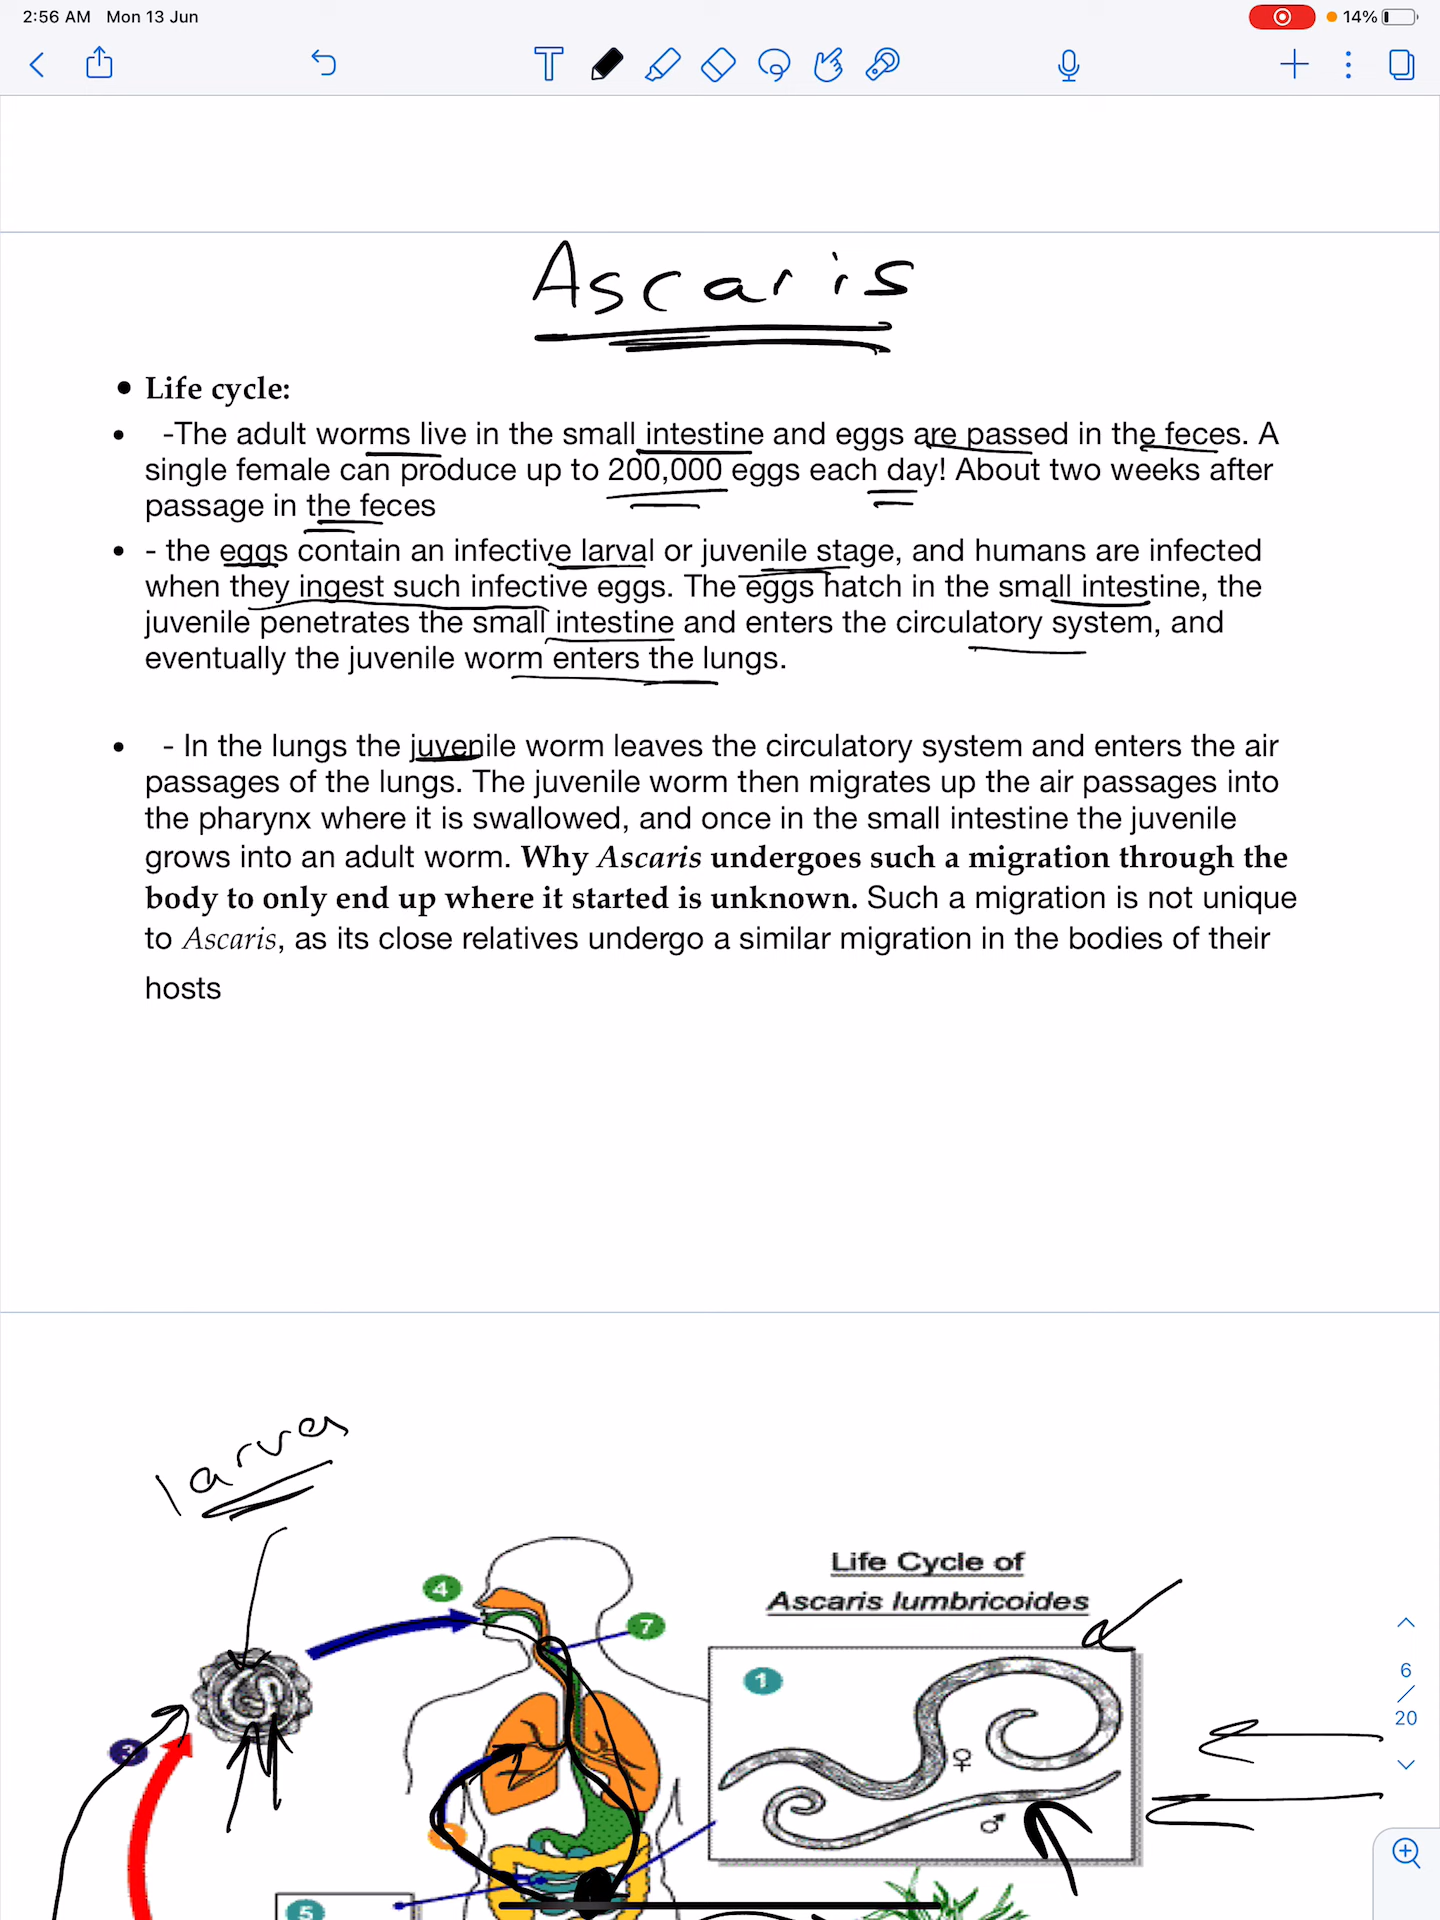 2:56 AM Mon 13 Jun
14%
Ascaris
• Life cycle:
• -The adult worms live in the small intestine and eggs are passed in the feces. A
single female can produce up to 200,000 eggs each day! About two weeks after
passage in the feces
• - the eggs contain an infective larval or juvenile stage, and humans are infected
when they ingest such infective eggs. The eggs hatch in the small intestine, the
juvenile penetrates the small intestine and enters the circulatory system, and
eventually the juvenile worm enters the lungs.
• - In the lungs the juvenile worm leaves the circulatory system and enters the air
passages of the lungs. The juvenile worm then migrates up the air passages into
the pharynx where it is swallowed, and once in the small intestine the juvenile
grows into an adult worm. Why Ascaris undergoes such a migration through the
body to only end up where it started is unknown. Such a migration is not unique
to Ascaris, as its close relatives undergo a similar migration in the bodies of their
hosts
Life Cycle of
Ascaris lumbricoides
4
7
1
♀
♂
3
5
6
/
20